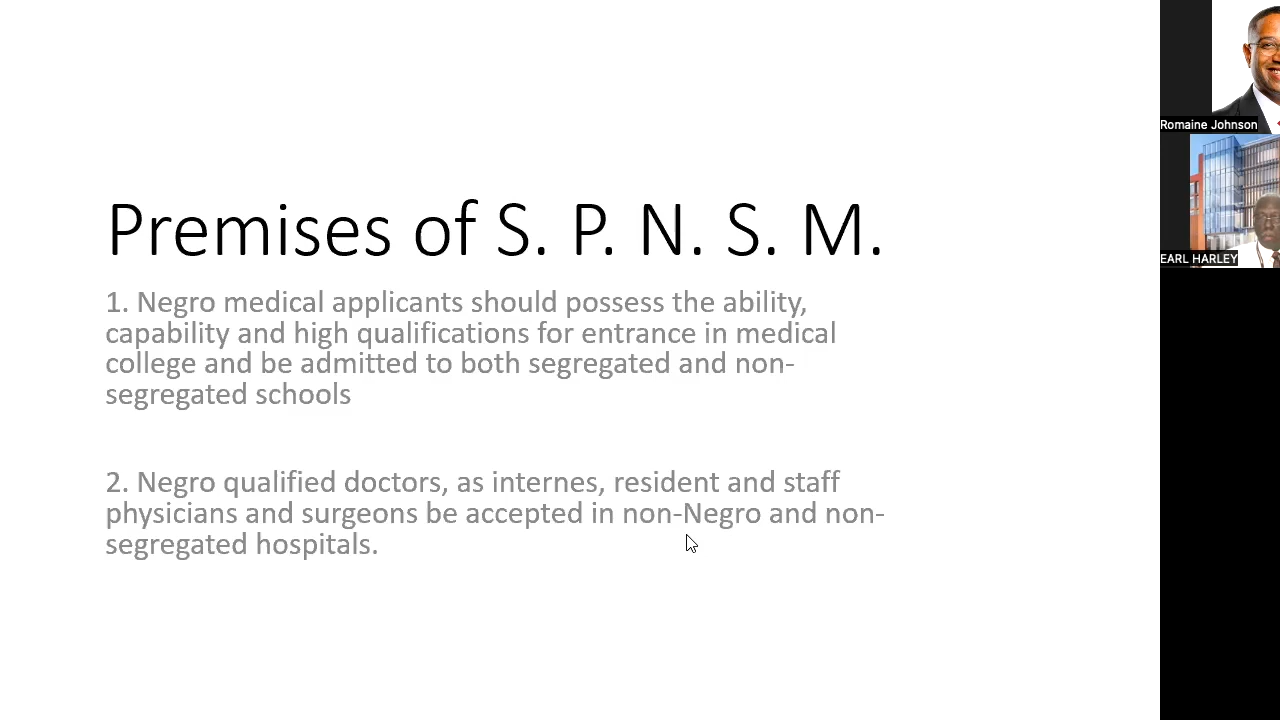 Premises of S. P. N. S. M.
1. Negro medical applicants should possess the ability,
capability and high qualifications for entrance in medical
college and be admitted to both segregated and non-
segregated schools
2. Negro qualified doctors, as internes, resident and staff
physicians and surgeons be accepted in non-Negro and non-
segregated hospitals.
Romaine Johnson
EARL HARLEY